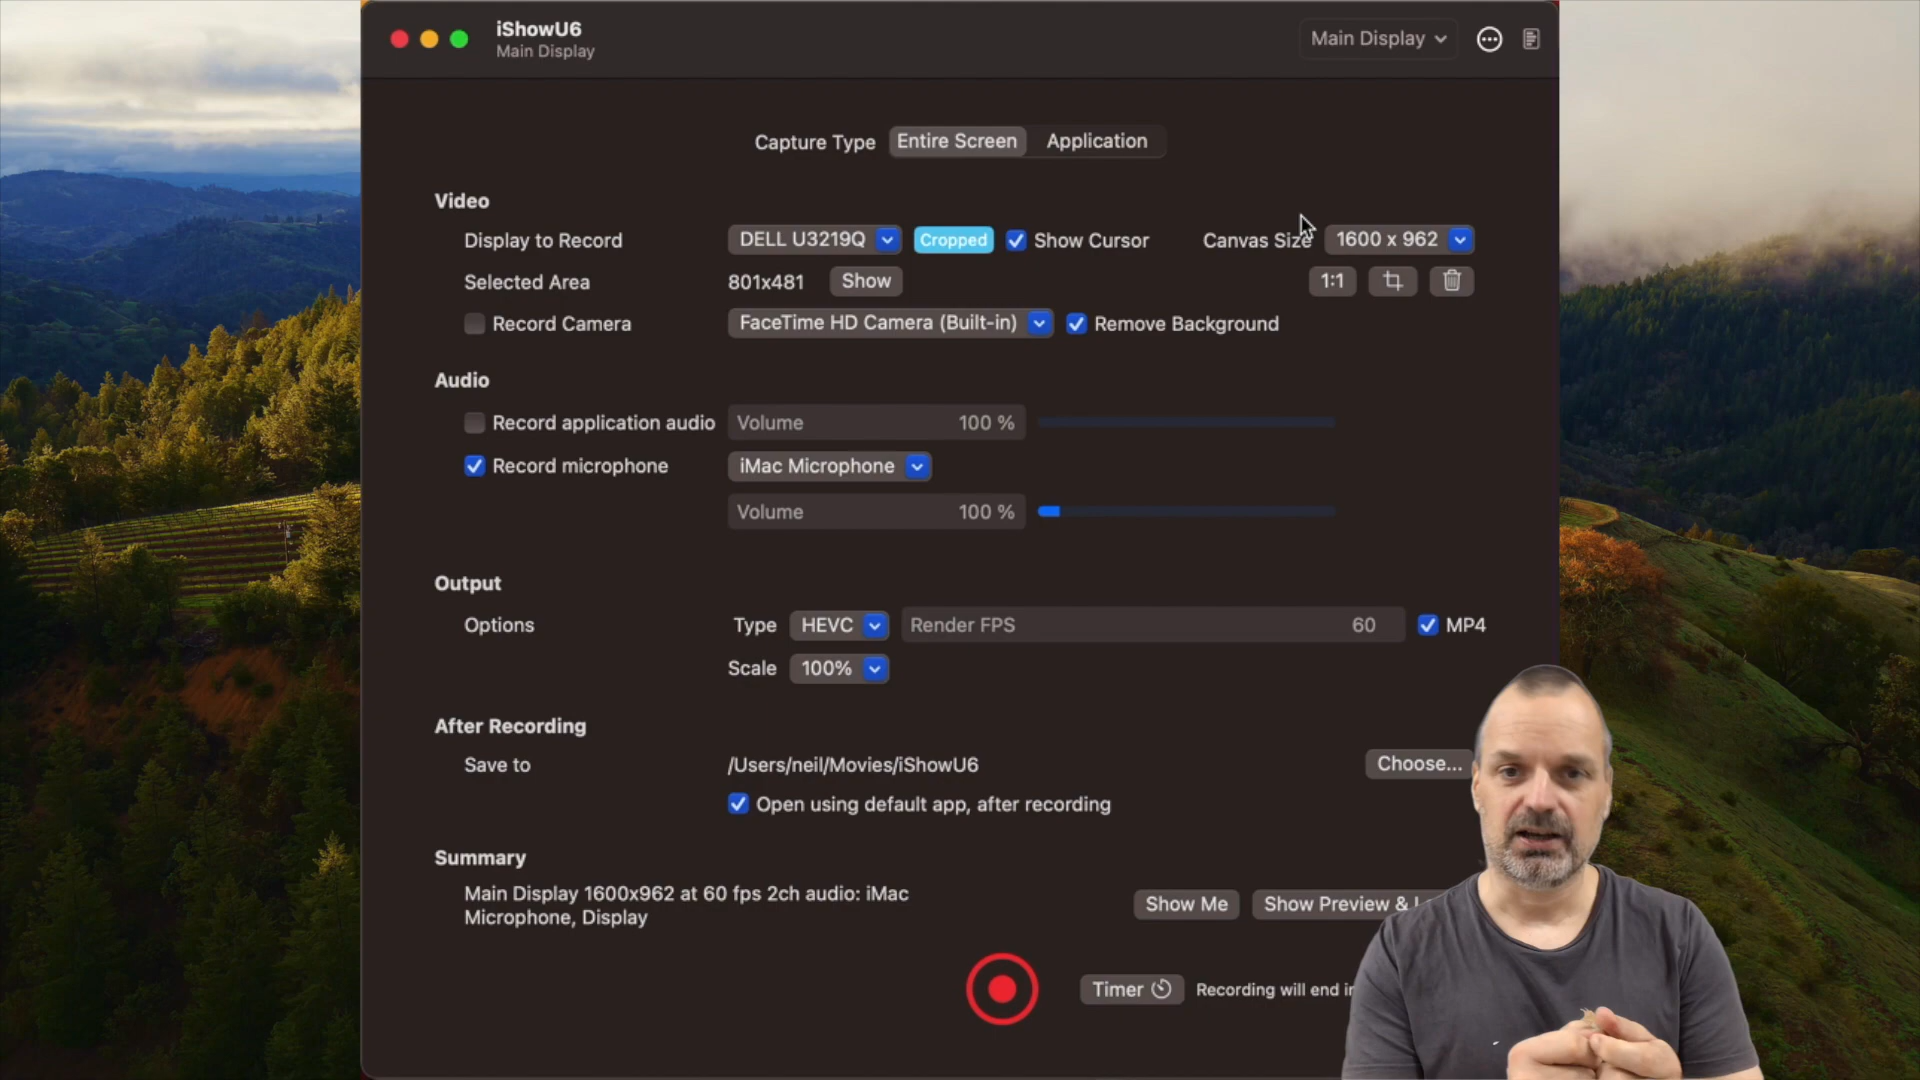 iShowU6
Main Display
Main Display
Capture Type Entire Screen Application
Video
Display to Record DELL U3219Q Cropped Show Cursor Canvas Size 1600 x 962
Selected Area 801x481 Show 1:1
Record Camera FaceTime HD Camera (Built-in) Remove Background
Audio
Record application audio Volume 100 %
Record microphone iMac Microphone
Volume 100 %
Output
Options Type HEVC Render FPS 60 MP4
Scale 100%
After Recording
Save to /Users/neil/Movies/iShowU6 Choose...
Open using default app, after recording
Summary
Main Display 1600x962 at 60 fps 2ch audio: iMac
Microphone, Display
Show Me Show Preview &
Timer Recording will end in